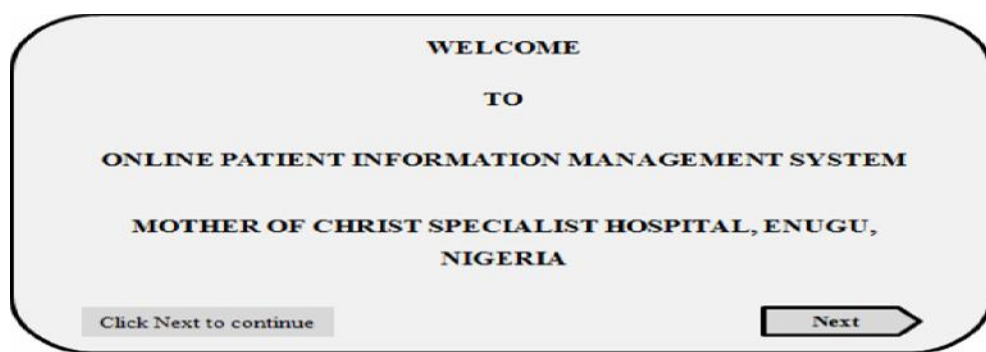 WELCOME
TO
ONLINE PATIENT INFORMATION MANAGEMENT SYSTEM
MOTHER OF CHRIST SPECIALIST HOSPITAL, ENUGU,
NIGERIA
Click Next to continue
Next